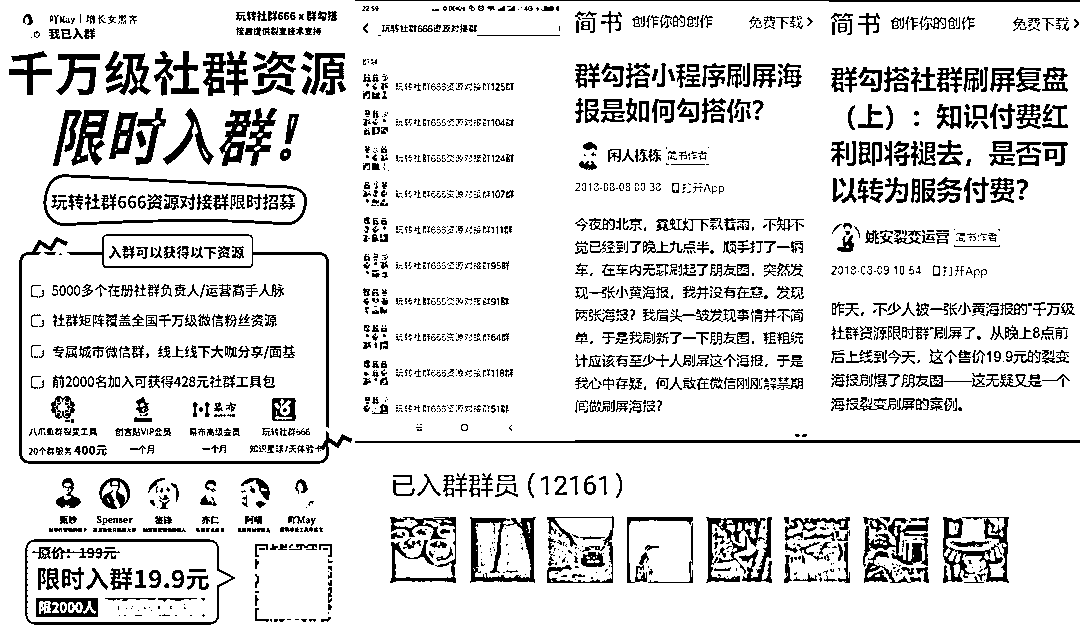 吖May｜增长女黑客
我已入群
玩转社群666 x 群勾搭
按唇提供裂变技术支持
千万级社群资源
限时入群！
玩转社群666资源对接群限时招募
入群可以获得以下资源
5000多个在册社群负责人/运营高手人脉
社群矩阵覆盖全国千万级微信粉丝资源
专属城市微信群，线上线下大咖分享/面基
前2000名加入可获得428元社群工具包
八爪鱼群裂变工具
20个群服务 400元
创客贴VIP会员
一个月
幕布
幕布高级会员
一个月
玩转社群666
知识星球7天体验卡
Spenser
亦仁
吖May
原价：199元
限时入群19.9元
限2000人
22:59
玩转社群666资源对接群
群聊
玩转社群666资源对接群125群
玩转社群666资源对接群104群
玩转社群666资源对接群124群
玩转社群666资源对接群107群
玩转社群666资源对接群111群
玩转社群666资源对接群95群
玩转社群666资源对接群91群
玩转社群666资源对接群64群
玩转社群666资源对接群118群
玩转社群666资源对接群51群
简书 创作你的创作 免费下载
群勾搭小程序刷屏海
报是如何勾搭你？
闲人栋栋 简书作者
2018-08-08 00:38 打开App
今夜的北京，霓虹灯下飘着雨，不知不
觉已经到了晚上九点半。顺手打了一辆
车，在车内无聊刷起了朋友圈，突然发
现一张小黄海报，我并没有在意。发现
两张海报？我眉头一皱发现事情并不简
单，于是我刷新了一下朋友圈，粗粗统
计应该有至少十人刷屏这个海报，于是
我心中存疑，何人敢在微信刚刚解禁期
间做刷屏海报？
简书 创作你的创作 免费下载
群勾搭社群刷屏复盘
（上）：知识付费红
利即将褪去，是否可
以转为服务付费？
姚安裂变运营 简书作者
2018-08-09 10:54 打开App
昨天，不少人被一张小黄海报的“千万级
社群资源限时群”刷屏了。从晚上8点前
后上线到今天，这个售价19.9元的裂变
海报刷爆了朋友圈——这无疑又是一个
海报裂变刷屏的案例。
已入群群员（12161）